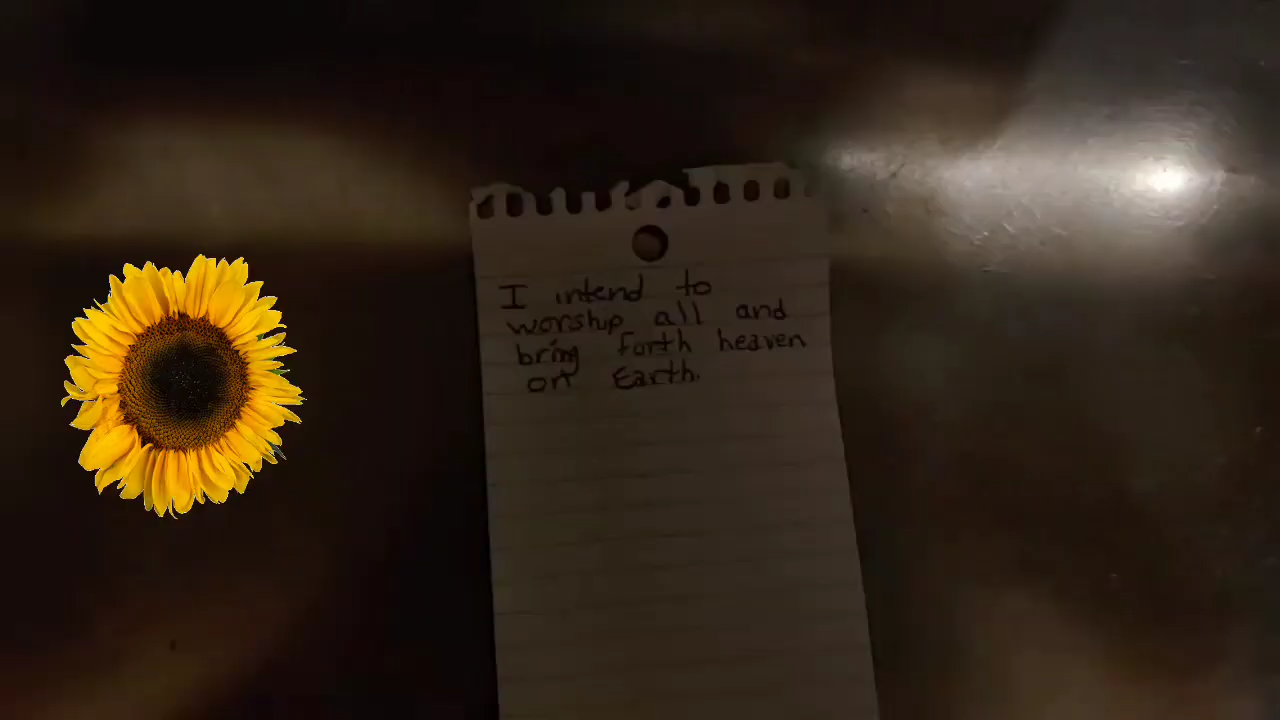 I intend to
worship all and
bring forth heaven
on Earth.